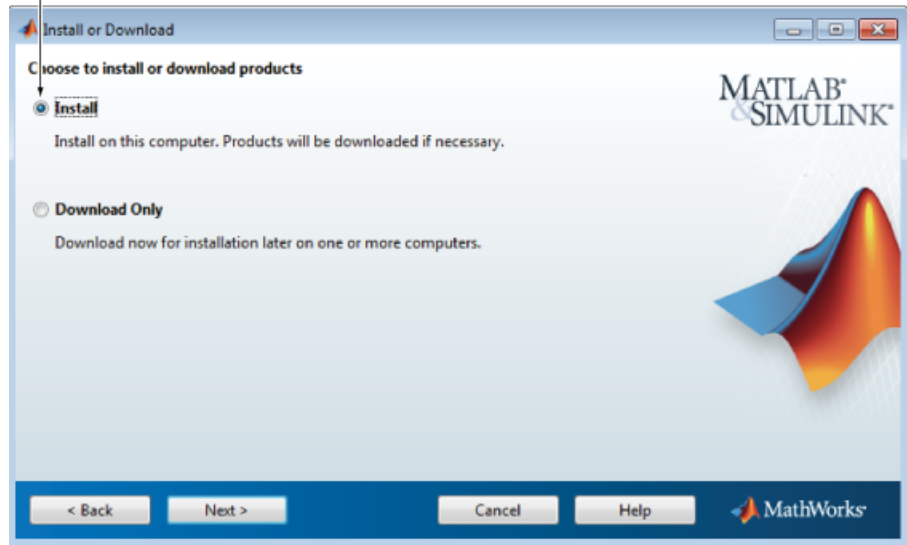 Install or Download
Choose to install or download products
Install
Install on this computer. Products will be downloaded if necessary.
Download Only
Download now for installation later on one or more computers.
MATLAB®
&SIMULINK®
< Back
Next >
Cancel
Help
MathWorks®